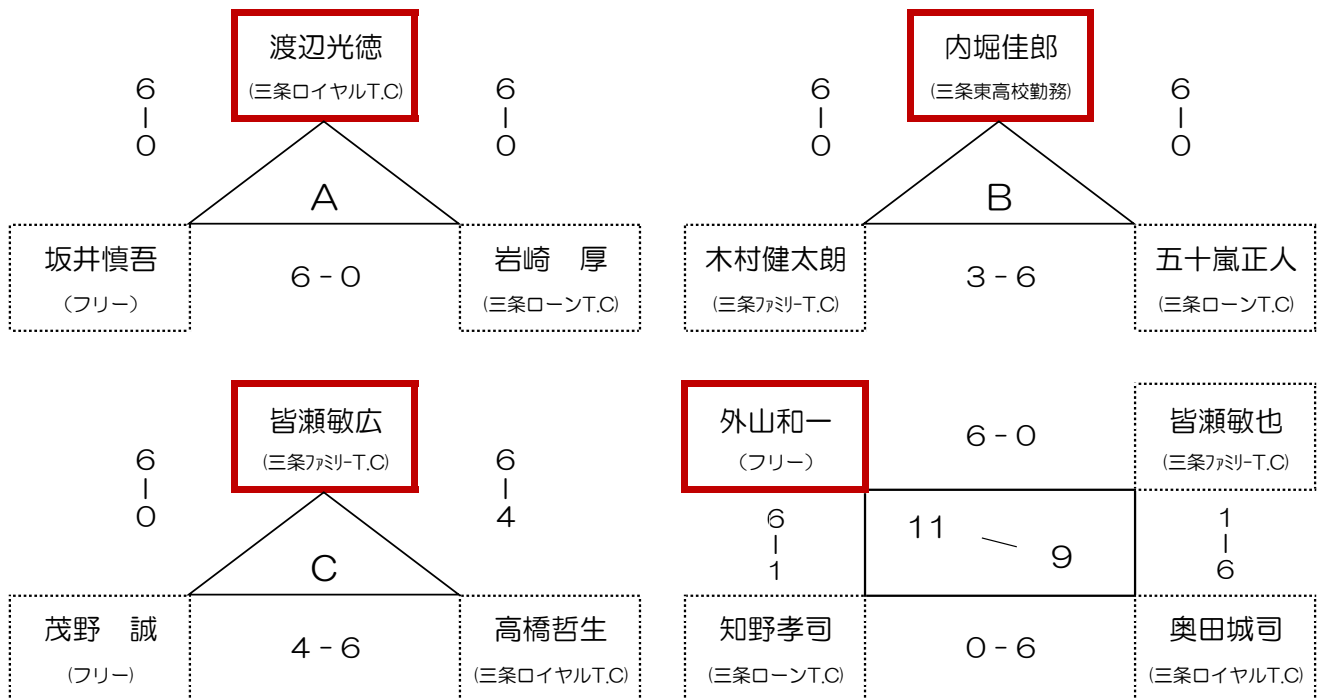 渡辺光徳
(三条ロイヤルT.C)
6-0
6-0
A
坂井慎吾
(フリー)
6-0
岩崎 厚
(三条ローンT.C)
内堀佳郎
(三条東高校勤務)
6-0
6-0
B
木村健太朗
(三条ファミリーT.C)
3-6
五十嵐正人
(三条ローンT.C)
皆瀬敏広
(三条ファミリーT.C)
6-0
6-4
C
茂野 誠
(フリー)
4-6
高橋哲生
(三条ロイヤルT.C)
外山和一
(フリー)
6-0
皆瀬敏也
(三条ファミリーT.C)
6-1
11
9
1-6
知野孝司
(三条ローンT.C)
0-6
奥田城司
(三条ロイヤルT.C)